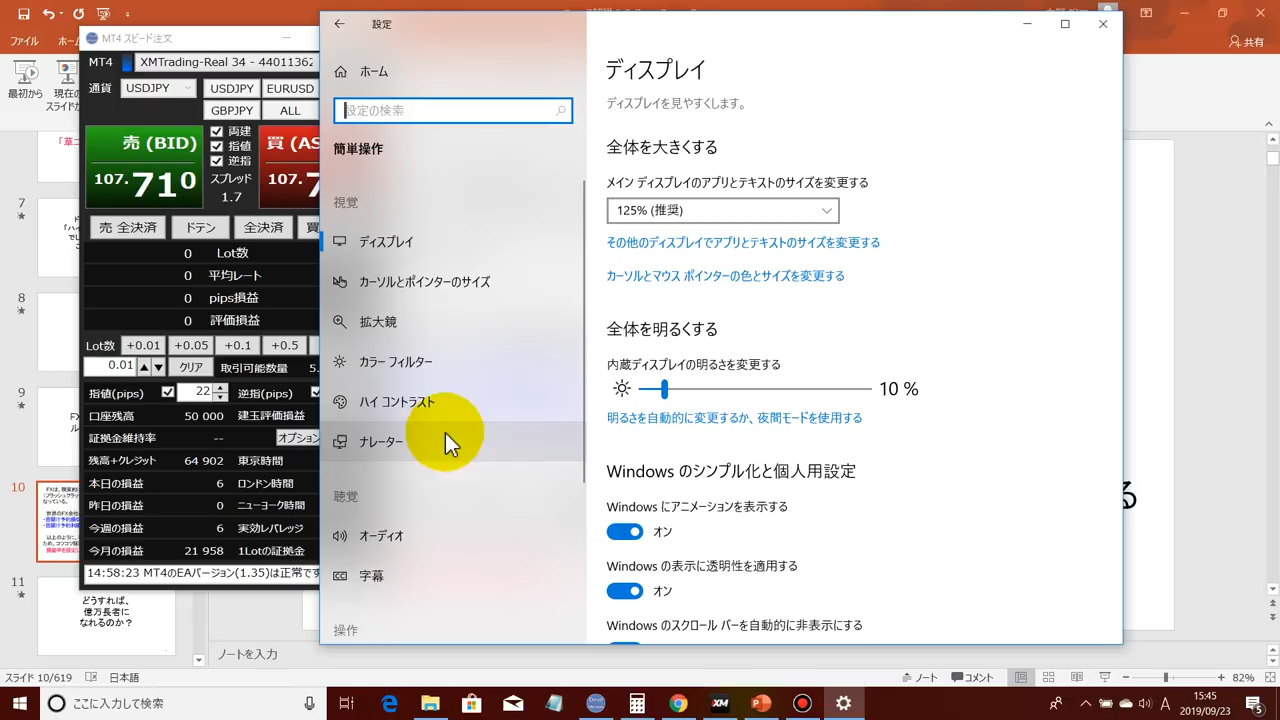 ファイル
共有
最初から
現在の
スライドか
7
8
9
10
11
どうすれば、
億万長者に
なれるのか?
MT4 スピード注文
MT4 XMTrading-Real 34 - 44011362
通貨 USDJPY USDJPY EURUSD
GBPJPY ALL
売 (BID) 両建 買 (AS
指値
逆指
107.710 スプレッド 107.7
1.7
売 全決済 ドテン 全決済 買
0 Lot数
0 平均レート
0 pips損益
0 評価損益
Lot数 +0.01 +0.05 +0.1 +0.5
0.01 クリア 取引可能数量 5.
指値(pips) 22 逆指(pips)
口座残高 50 000 建玉評価損益
証拠金維持率 -- オプション
残高+クレジット 64 902 東京時間
本日の損益 6 ロンドン時間
昨日の損益 0 ニューヨーク時間
今週の損益 6 実効レバレッジ
今月の損益 21 958 1Lotの証拠金
14:58:23 MT4のEAバージョン(1.35)は正常です
設定
ホーム
設定の検索
簡単操作
視覚
ディスプレイ
カーソルとポインターのサイズ
拡大鏡
カラー フィルター
ハイ コントラスト
ナレーター
聴覚
オーディオ
字幕
操作
ディスプレイ
ディスプレイを見やすくします。
全体を大きくする
メイン ディスプレイのアプリとテキストのサイズを変更する
125% (推奨)
その他のディスプレイでアプリとテキストのサイズを変更する
カーソルとマウス ポインターの色とサイズを変更する
全体を明るくする
内蔵ディスプレイの明るさを変更する
10 %
明るさを自動的に変更するか、夜間モードを使用する
Windows のシンプル化と個人用設定
Windows にアニメーションを表示する
オン
Windows の表示に透明性を適用する
オン
Windows のスクロール バーを自動的に非表示にする
る
ノートを入力
スライド 10/619 日本語
ノート コメント 82%
ここに入力して検索
XM
A
15:45
2019/09/23
5